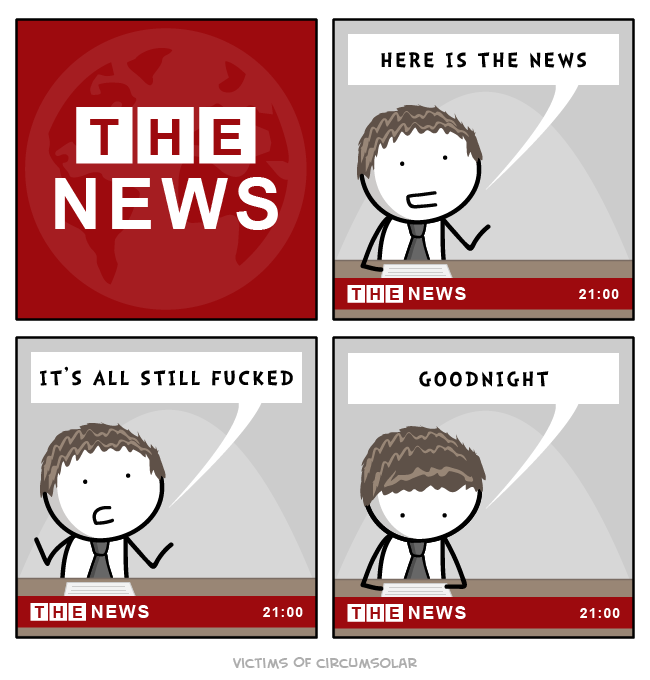 THE
NEWS
HERE IS THE NEWS
THE NEWS 21:00
IT'S ALL STILL FUCKED
THE NEWS 21:00
GOODNIGHT
THE NEWS 21:00
VICTIMS OF CIRCUMSOLAR